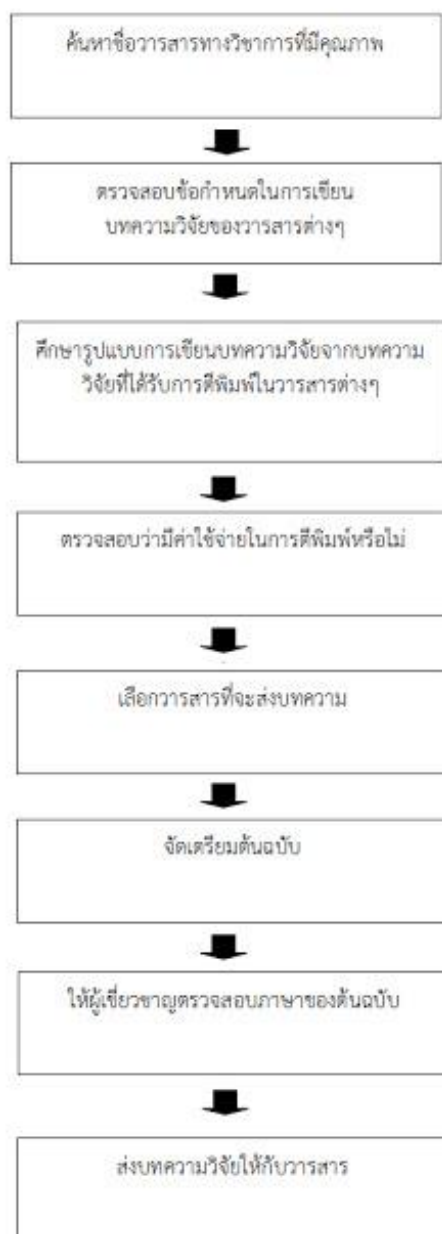 ค้นหาชื่อวารสารทางวิชาการที่มีคุณภาพ
ตรวจสอบข้อกำหนดในการเขียน
บทความวิจัยของวารสารต่างๆ
ศึกษารูปแบบการเขียนบทความวิจัยจากบทความ
วิจัยที่ได้รับการตีพิมพ์ในวารสารต่างๆ
ตรวจสอบว่ามีค่าใช้จ่ายในการตีพิมพ์หรือไม่
เลือกวารสารที่จะส่งบทความ
จัดเตรียมต้นฉบับ
ให้ผู้เชี่ยวชาญตรวจสอบภาษาของต้นฉบับ
ส่งบทความวิจัยให้กับวารสาร